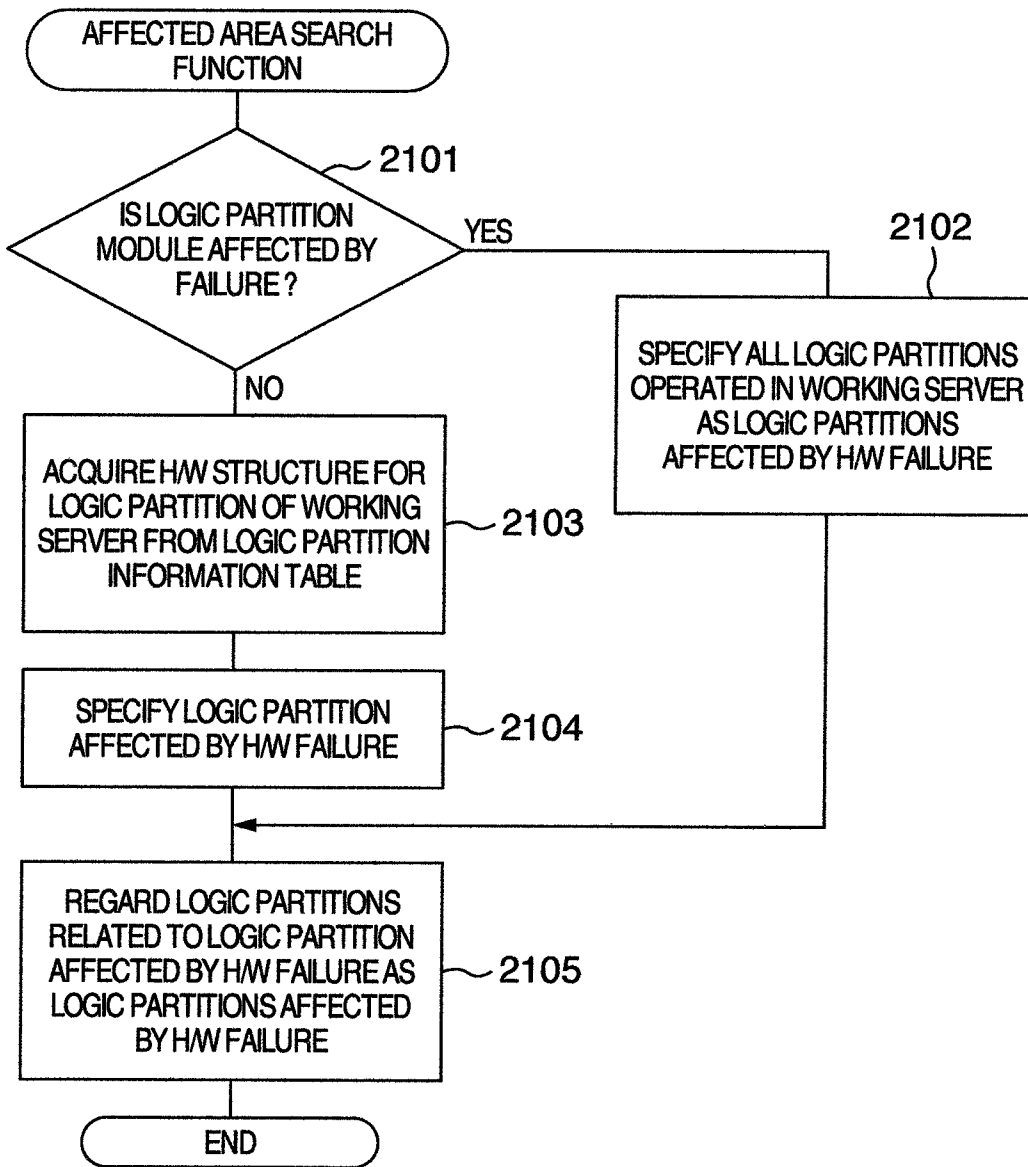 AFFECTED AREA SEARCH
FUNCTION
2101
IS LOGIC PARTITION
MODULE AFFECTED BY
FAILURE ?
YES
NO
2102
SPECIFY ALL LOGIC PARTITIONS
OPERATED IN WORKING SERVER
AS LOGIC PARTITIONS
AFFECTED BY H/W FAILURE
ACQUIRE H/W STRUCTURE FOR
LOGIC PARTITION OF WORKING
SERVER FROM LOGIC PARTITION
INFORMATION TABLE
2103
SPECIFY LOGIC PARTITION
AFFECTED BY H/W FAILURE
2104
REGARD LOGIC PARTITIONS
RELATED TO LOGIC PARTITION
AFFECTED BY H/W FAILURE AS
LOGIC PARTITIONS AFFECTED
BY H/W FAILURE
2105
END